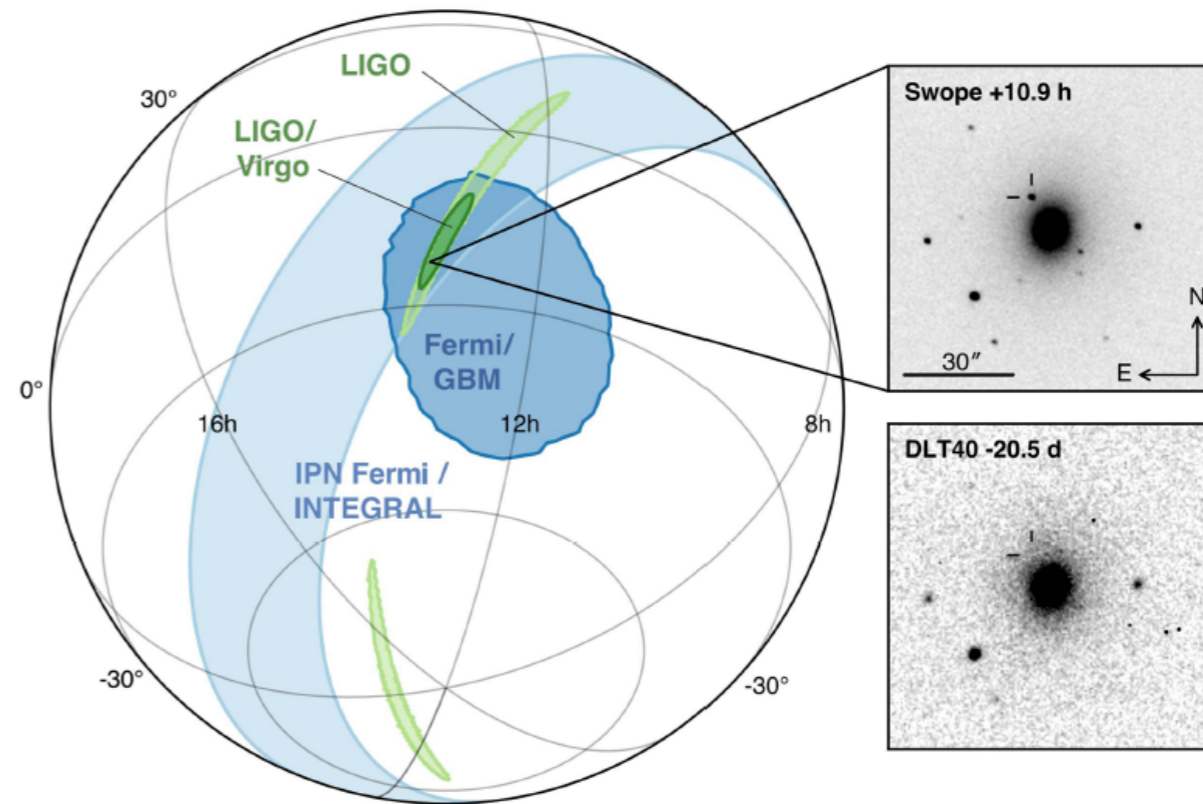 LIGO
30°
LIGO/
Virgo
Fermi/
GBM
0°
16h
12h
8h
IPN Fermi /
INTEGRAL
-30°
-30°
Swope +10.9 h
N
30″
E
DLT40 -20.5 d